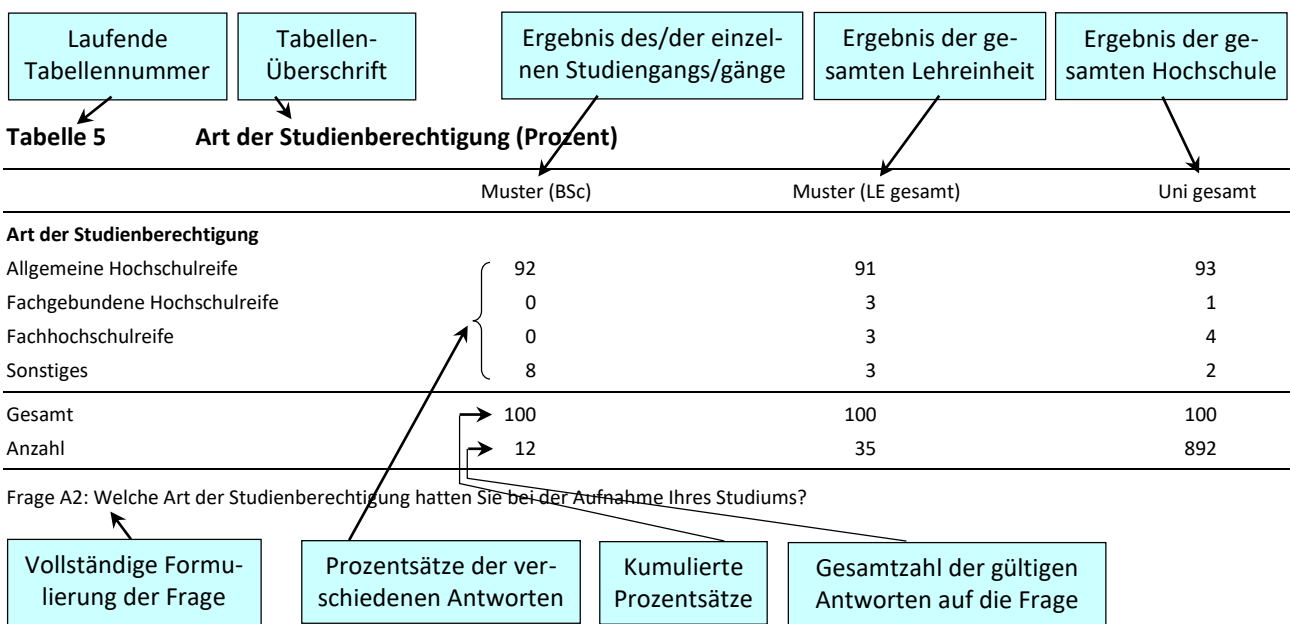 Laufende
Tabellennummer
Tabellen-
Überschrift
Ergebnis des/der einzel-
nen Studiengangs/gänge
Ergebnis der ge-
samten Lehreinheit
Ergebnis der ge-
samten Hochschule
Tabelle 5 Art der Studienberechtigung (Prozent)
Muster (BSc) Muster (LE gesamt) Uni gesamt
Art der Studienberechtigung
Allgemeine Hochschulreife 92 91 93
Fachgebundene Hochschulreife 0 3 1
Fachhochschulreife 0 3 4
Sonstiges 8 3 2
Gesamt 100 100 100
Anzahl 12 35 892
Frage A2: Welche Art der Studienberechtigung hatten Sie bei der Aufnahme Ihres Studiums?
Vollständige Formu-
lierung der Frage
Prozentsätze der ver-
schiedenen Antworten
Kumulierte
Prozentsätze
Gesamtzahl der gültigen
Antworten auf die Frage